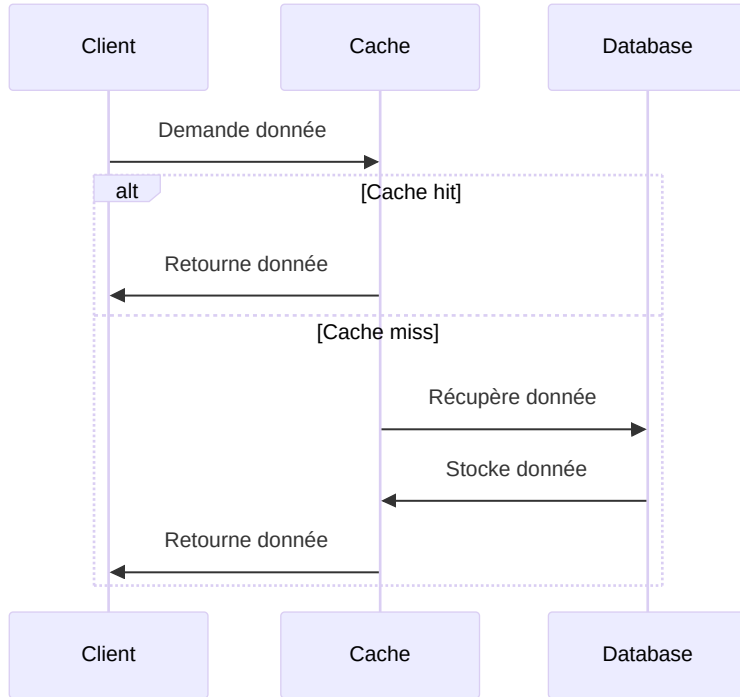 Client
Cache
Database
Demande donnée
alt
[Cache hit]
Retourne donnée
[Cache miss]
Récupère donnée
Stocke donnée
Retourne donnée
Client
Cache
Database